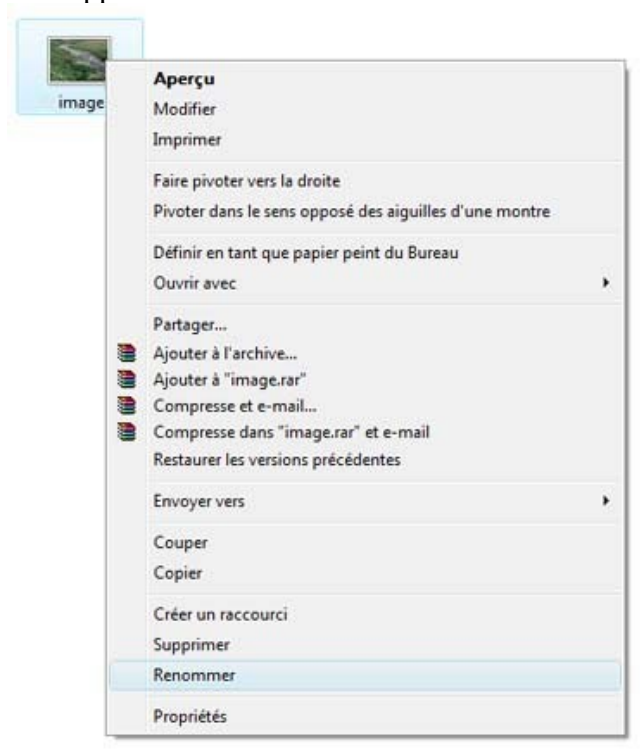 image
Aperçu
Modifier
Imprimer
Faire pivoter vers la droite
Pivoter dans le sens opposé des aiguilles d'une montre
Définir en tant que papier peint du Bureau
Ouvrir avec
Partager...
Ajouter à l'archive...
Ajouter à "image.rar"
Compresse et e-mail...
Compresse dans "image.rar" et e-mail
Restaurer les versions précédentes
Envoyer vers
Couper
Copier
Créer un raccourci
Supprimer
Renommer
Propriétés